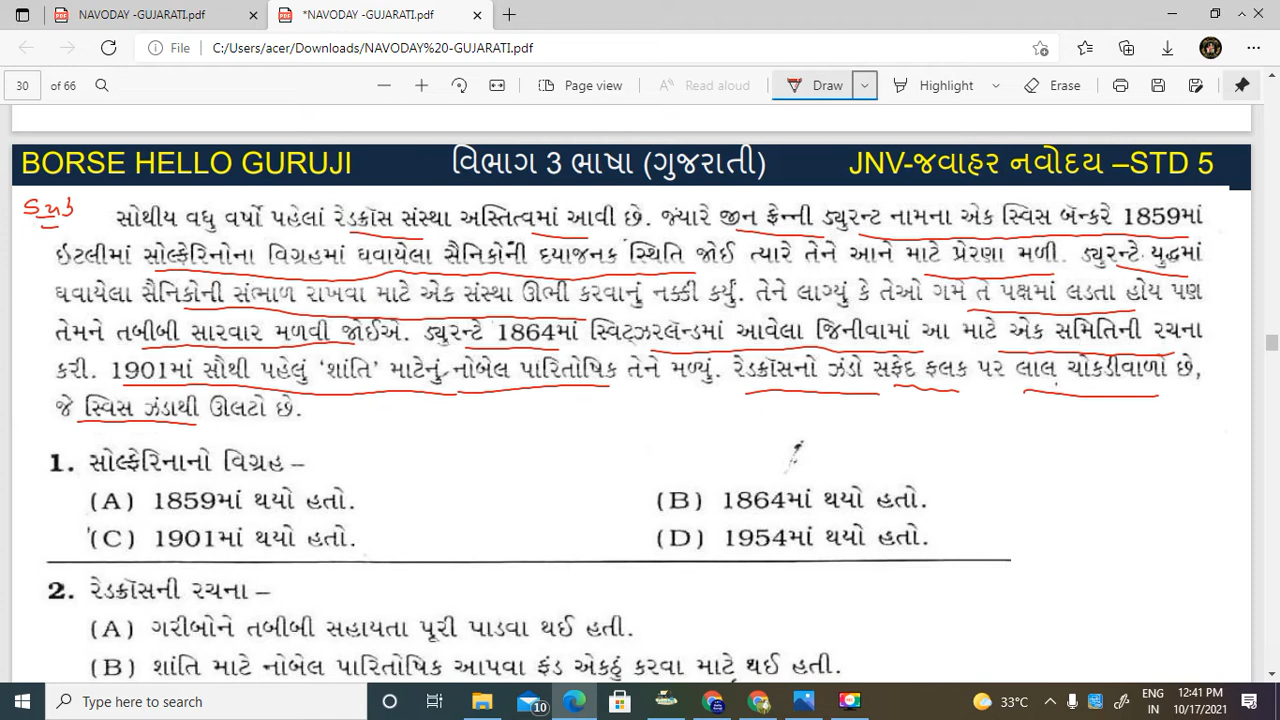 NAVODAY -GUJARATI.pdf
*NAVODAY -GUJARATI.pdf
File
C:/Users/acer/Downloads/NAVODAY%20-GUJARATI.pdf
30 of 66
Page view
Read aloud
Draw
Highlight
Erase
BORSE HELLO GURUJI વિભાગ 3 ભાષા (ગુજરાતી) JNV-જવાહર નવોદય –STD 5
સોથીય વધુ વર્ષો પહેલાં રેડક્રૉસ સંસ્થા અસ્તિત્વમાં આવી છે. જ્યારે જીન ફ્રેન્ની ડ્યુરન્ટ નામના એક સ્વિસ બૅન્કરે 1859માં
ઇટલીમાં સોલ્ફેરિનોના વિગ્રહમાં ઘવાયેલા સૈનિકોની દયાજનક સ્થિતિ જોઈ ત્યારે તેને આને માટે પ્રેરણા મળી. ડ્યુરન્ટે યુદ્ધમાં
ઘવાયેલા સૈનિકોની સંભાળ રાખવા માટે એક સંસ્થા ઊભી કરવાનું નક્કી કર્યું. તેને લાગ્યું કે તેઓ ગમે તે પક્ષમાં લડતા હોય પણ
તેમને તબીબી સારવાર મળવી જોઈએ. ડ્યુરન્ટે 1864માં સ્વિટ્ઝરલૅન્ડમાં આવેલા જિનીવામાં આ માટે એક સમિતિની રચના
કરી. 1901માં સૌથી પહેલું ‘શાંતિ’ માટેનું નોબેલ પારિતોષિક તેને મળ્યું. રેડક્રૉસનો ઝંડો સફેદ ફલક પર લાલ ચોકડીવાળો છે,
જે સ્વિસ ઝંડાથી ઊલટો છે.
1. સોલ્ફેરિનાનો વિગ્રહ –
(A) 1859માં થયો હતો. (B) 1864માં થયો હતો.
(C) 1901માં થયો હતો. (D) 1954માં થયો હતો.
2. રેડક્રૉસની રચના –
(A) ગરીબોને તબીબી સહાયતા પૂરી પાડવા થઈ હતી.
(B) શાંતિ માટે નોબેલ પારિતોષિક આપવા ફંડ એકઠું કરવા માટે થઈ હતી.
Type here to search
10
33°C
ENG
IN
12:41 PM
10/17/2021